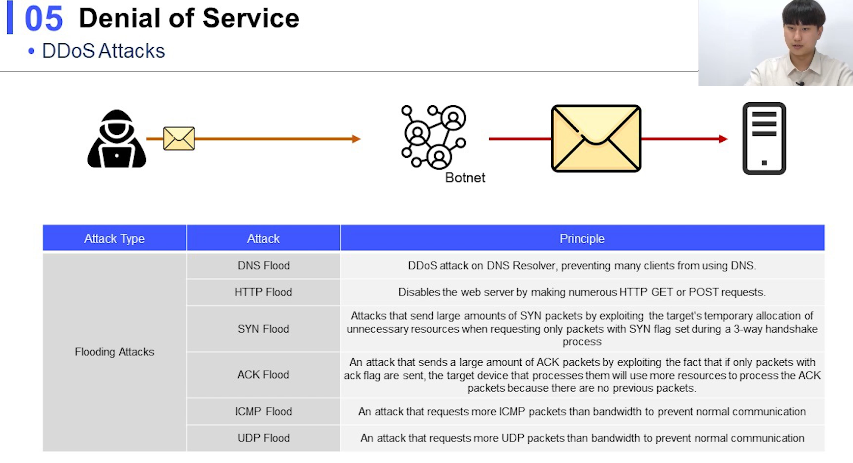 05 Denial of Service
• DDoS Attacks
Botnet
Attack Type Attack Principle
Flooding Attacks
DNS Flood DDoS attack on DNS Resolver, preventing many clients from using DNS.
HTTP Flood Disables the web server by making numerous HTTP GET or POST requests.
SYN Flood
Attacks that send large amounts of SYN packets by exploiting the target's temporary allocation of
unnecessary resources when requesting only packets with SYN flag set during a 3-way handshake
process
ACK Flood
An attack that sends a large amount of ACK packets by exploiting the fact that if only packets with
ack flag are sent, the target device that processes them will use more resources to process the ACK
packets because there are no previous packets.
ICMP Flood An attack that requests more ICMP packets than bandwidth to prevent normal communication
UDP Flood An attack that requests more UDP packets than bandwidth to prevent normal communication